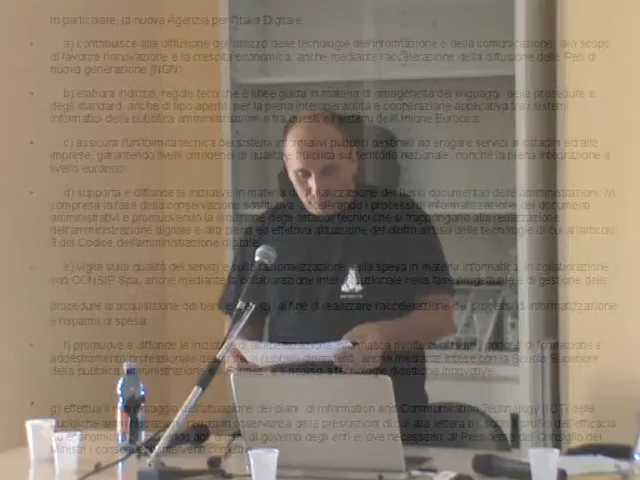 In particolare, la nuova Agenzia per l'Italia Digitale:
a) contribuisce alla diffusione dell'utilizzo delle tecnologie dell'informazione e della comunicazione, allo scopo
di favorire l'innovazione e la crescita economica, anche mediante l'accelerazione della diffusione delle Reti di
nuova generazione (NGN);
b) elabora indirizzi, regole tecniche e linee guida in materia di omogeneità dei linguaggi, delle procedure e
degli standard, anche di tipo aperto, per la piena interoperabilità e cooperazione applicativa tra i sistemi
informatici della pubblica amministrazione e tra questi e i sistemi dell'Unione Europea;
c) assicura l'uniformità tecnica dei sistemi informativi pubblici destinati ad erogare servizi ai cittadini ed alle
imprese, garantendo livelli omogenei di qualità e fruibilità sul territorio nazionale, nonché la piena integrazione a
livello europeo;
d) supporta e diffonde le iniziative in materia di digitalizzazione dei flussi documentali delle amministrazioni, ivi
compresa la fase della conservazione sostitutiva, accelerando i processi di informatizzazione dei documenti
amministrativi e promuovendo la rimozione degli ostacoli tecnici che si frappongono alla realizzazione
dell'amministrazione digitale e alla piena ed effettiva attuazione del diritto all'uso delle tecnologie di cui all'articolo
3 del Codice dell'amministrazione digitale;
e) vigila sulla qualità dei servizi e sulla razionalizzazione della spesa in materia informatica, in collaborazione
con CONSIP Spa, anche mediante la collaborazione inter istituzionale nella fase di gestione delle
procedure di acquisizione dei beni e servizi, al fine di realizzare l'accelerazione dei processi di informatizzazione
e risparmi di spesa;
f) promuove e diffonde le iniziative di alfabetizzazione informatica rivolte ai cittadini, nonché di formazione e
addestramento professionale destinate ai pubblici dipendenti, anche mediante intese con la Scuola Superiore
della pubblica amministrazione e tecnologie didattiche innovative;
g) effettua il monitoraggio dell'attuazione dei piani di Information and Communication Technology (ICT) delle
pubbliche amministrazioni, in osservanza delle prescrizioni di cui alla lettera b), sotto il profilo dell'efficacia
economicità proponendo agli organi di governo degli enti e, ove necessario, al Presidente del Consiglio dei
Ministri i conseguenti interventi correttivi